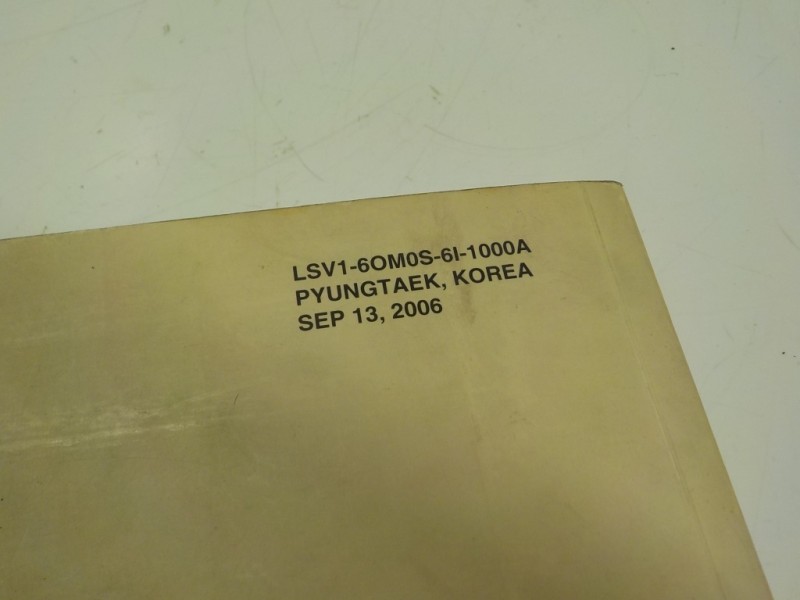 LSV1-6OM0S-6I-1000A
PYUNGTAEK, KOREA
SEP 13, 2006